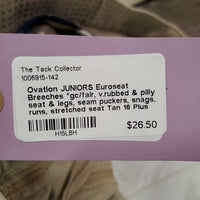 The Tack Collector
1006915-142
Ovation JUNIORS Euroseat
Breeches *gc/fair, v.rubbed & pilly
seat & legs, seam puckers, snags,
runs, stretched seat Tan 16 Plus
H15LBH
$26.50